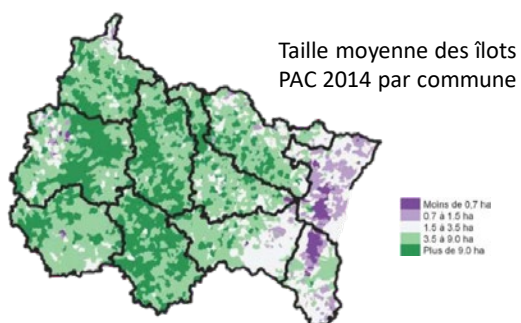 Taille moyenne des îlots
PAC 2014 par commune
Moins de 0,7 ha
0.7 à 1.5 ha
1.5 à 3.5 ha
3.5 à 9.0 ha
Plus de 9.0 ha